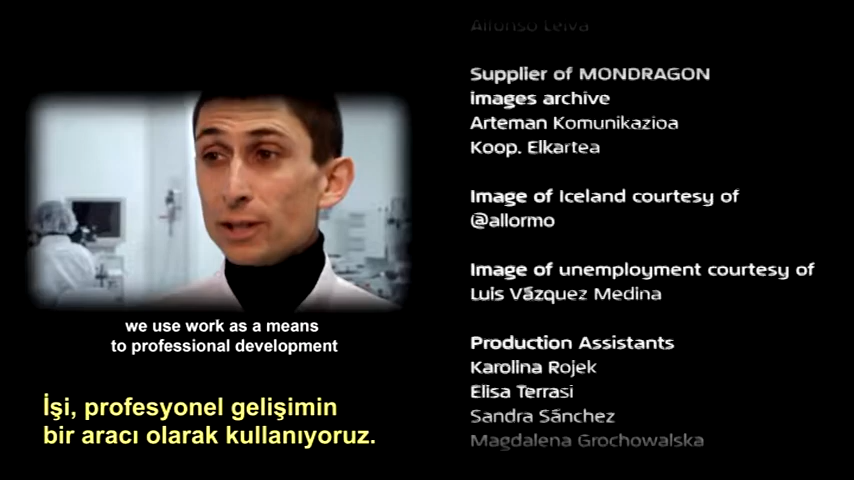 we use work as a means
to professional development
İşi, profesyonel gelişimin
bir aracı olarak kullanıyoruz.
Alfonso Leiva
Supplier of MONDRAGON
images archive
Arteman Komunikazioa
Koop. Elkartea
Image of Iceland courtesy of
@allormo
Image of unemployment courtesy of
Luis Vázquez Medina
Production Assistants
Karolina Rojek
Elisa Terrasi
Sandra Sánchez
Magdalena Grochowalska